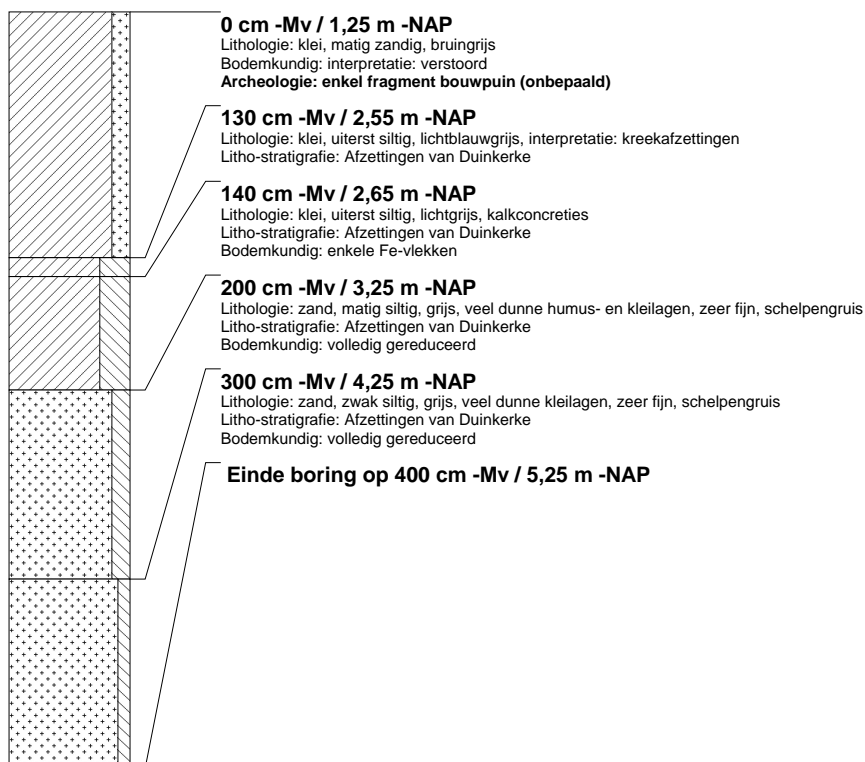 0 cm -Mv / 1,25 m -NAP
Lithologie: klei, matig zandig, bruingrijs
Bodemkundig: interpretatie: verstoord
Archeologie: enkel fragment bouwpuin (onbepaald)
130 cm -Mv / 2,55 m -NAP
Lithologie: klei, uiterst siltig, lichtblauwgrijs, interpretatie: kreekafzettingen
Litho-stratigrafie: Afzettingen van Duinkerke
140 cm -Mv / 2,65 m -NAP
Lithologie: klei, uiterst siltig, lichtgrijs, kalkconcreties
Litho-stratigrafie: Afzettingen van Duinkerke
Bodemkundig: enkele Fe-vlekken
200 cm -Mv / 3,25 m -NAP
Lithologie: zand, matig siltig, grijs, veel dunne humus- en kleilagen, zeer fijn, schelpengruis
Litho-stratigrafie: Afzettingen van Duinkerke
Bodemkundig: volledig gereduceerd
300 cm -Mv / 4,25 m -NAP
Lithologie: zand, zwak siltig, grijs, veel dunne kleilagen, zeer fijn, schelpengruis
Litho-stratigrafie: Afzettingen van Duinkerke
Bodemkundig: volledig gereduceerd
Einde boring op 400 cm -Mv / 5,25 m -NAP